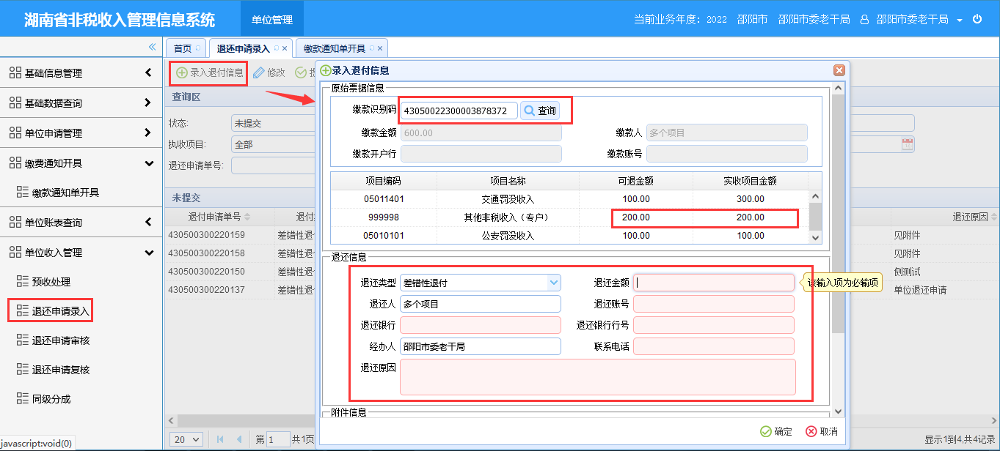 湖南省非税收入管理信息系统 单位管理 当前业务年度：2022 邵阳市 邵阳市委老干局 邵阳市委老干局
首页 退还申请录入 缴款通知单开具
基础信息管理
基础数据查询
单位申请管理
缴费通知开具
缴款通知单开具
单位账表查询
单位收入管理
预收处理
退还申请录入
退还申请审核
退还申请复核
同级分成
javascript:void(0)
录入退付信息 修改
查询区
状态: 未提交
执收项目: 全部
退还申请单号:
未提交
退付申请单号 退付 退还原因
430500300220159 差错性退付 见附件
430500300220158 差错性退付 见附件
430500300220150 差错性退付 侧测试
430500300220137 差错性退付 单位退还申请
20 第 1 共1页 显示1到4,共4记录
录入退付信息
原始票据信息
缴款识别码 43050022300003878372 查询
缴款金额 600.00 缴款人 多个项目
缴款开户行 缴款账号
项目编码 项目名称 可退金额 实收项目金额
05011401 交通罚没收入 100.00 300.00
999998 其他非税收入（专户） 200.00 200.00
05010101 公安罚没收入 100.00 100.00
退还信息
退还类型 差错性退付 退还金额 该输入项为必输项
退还人 多个项目 退还账号
退还银行 退还银行行号
经办人 邵阳市委老干局 联系电话
退还原因
附件信息
确定 取消